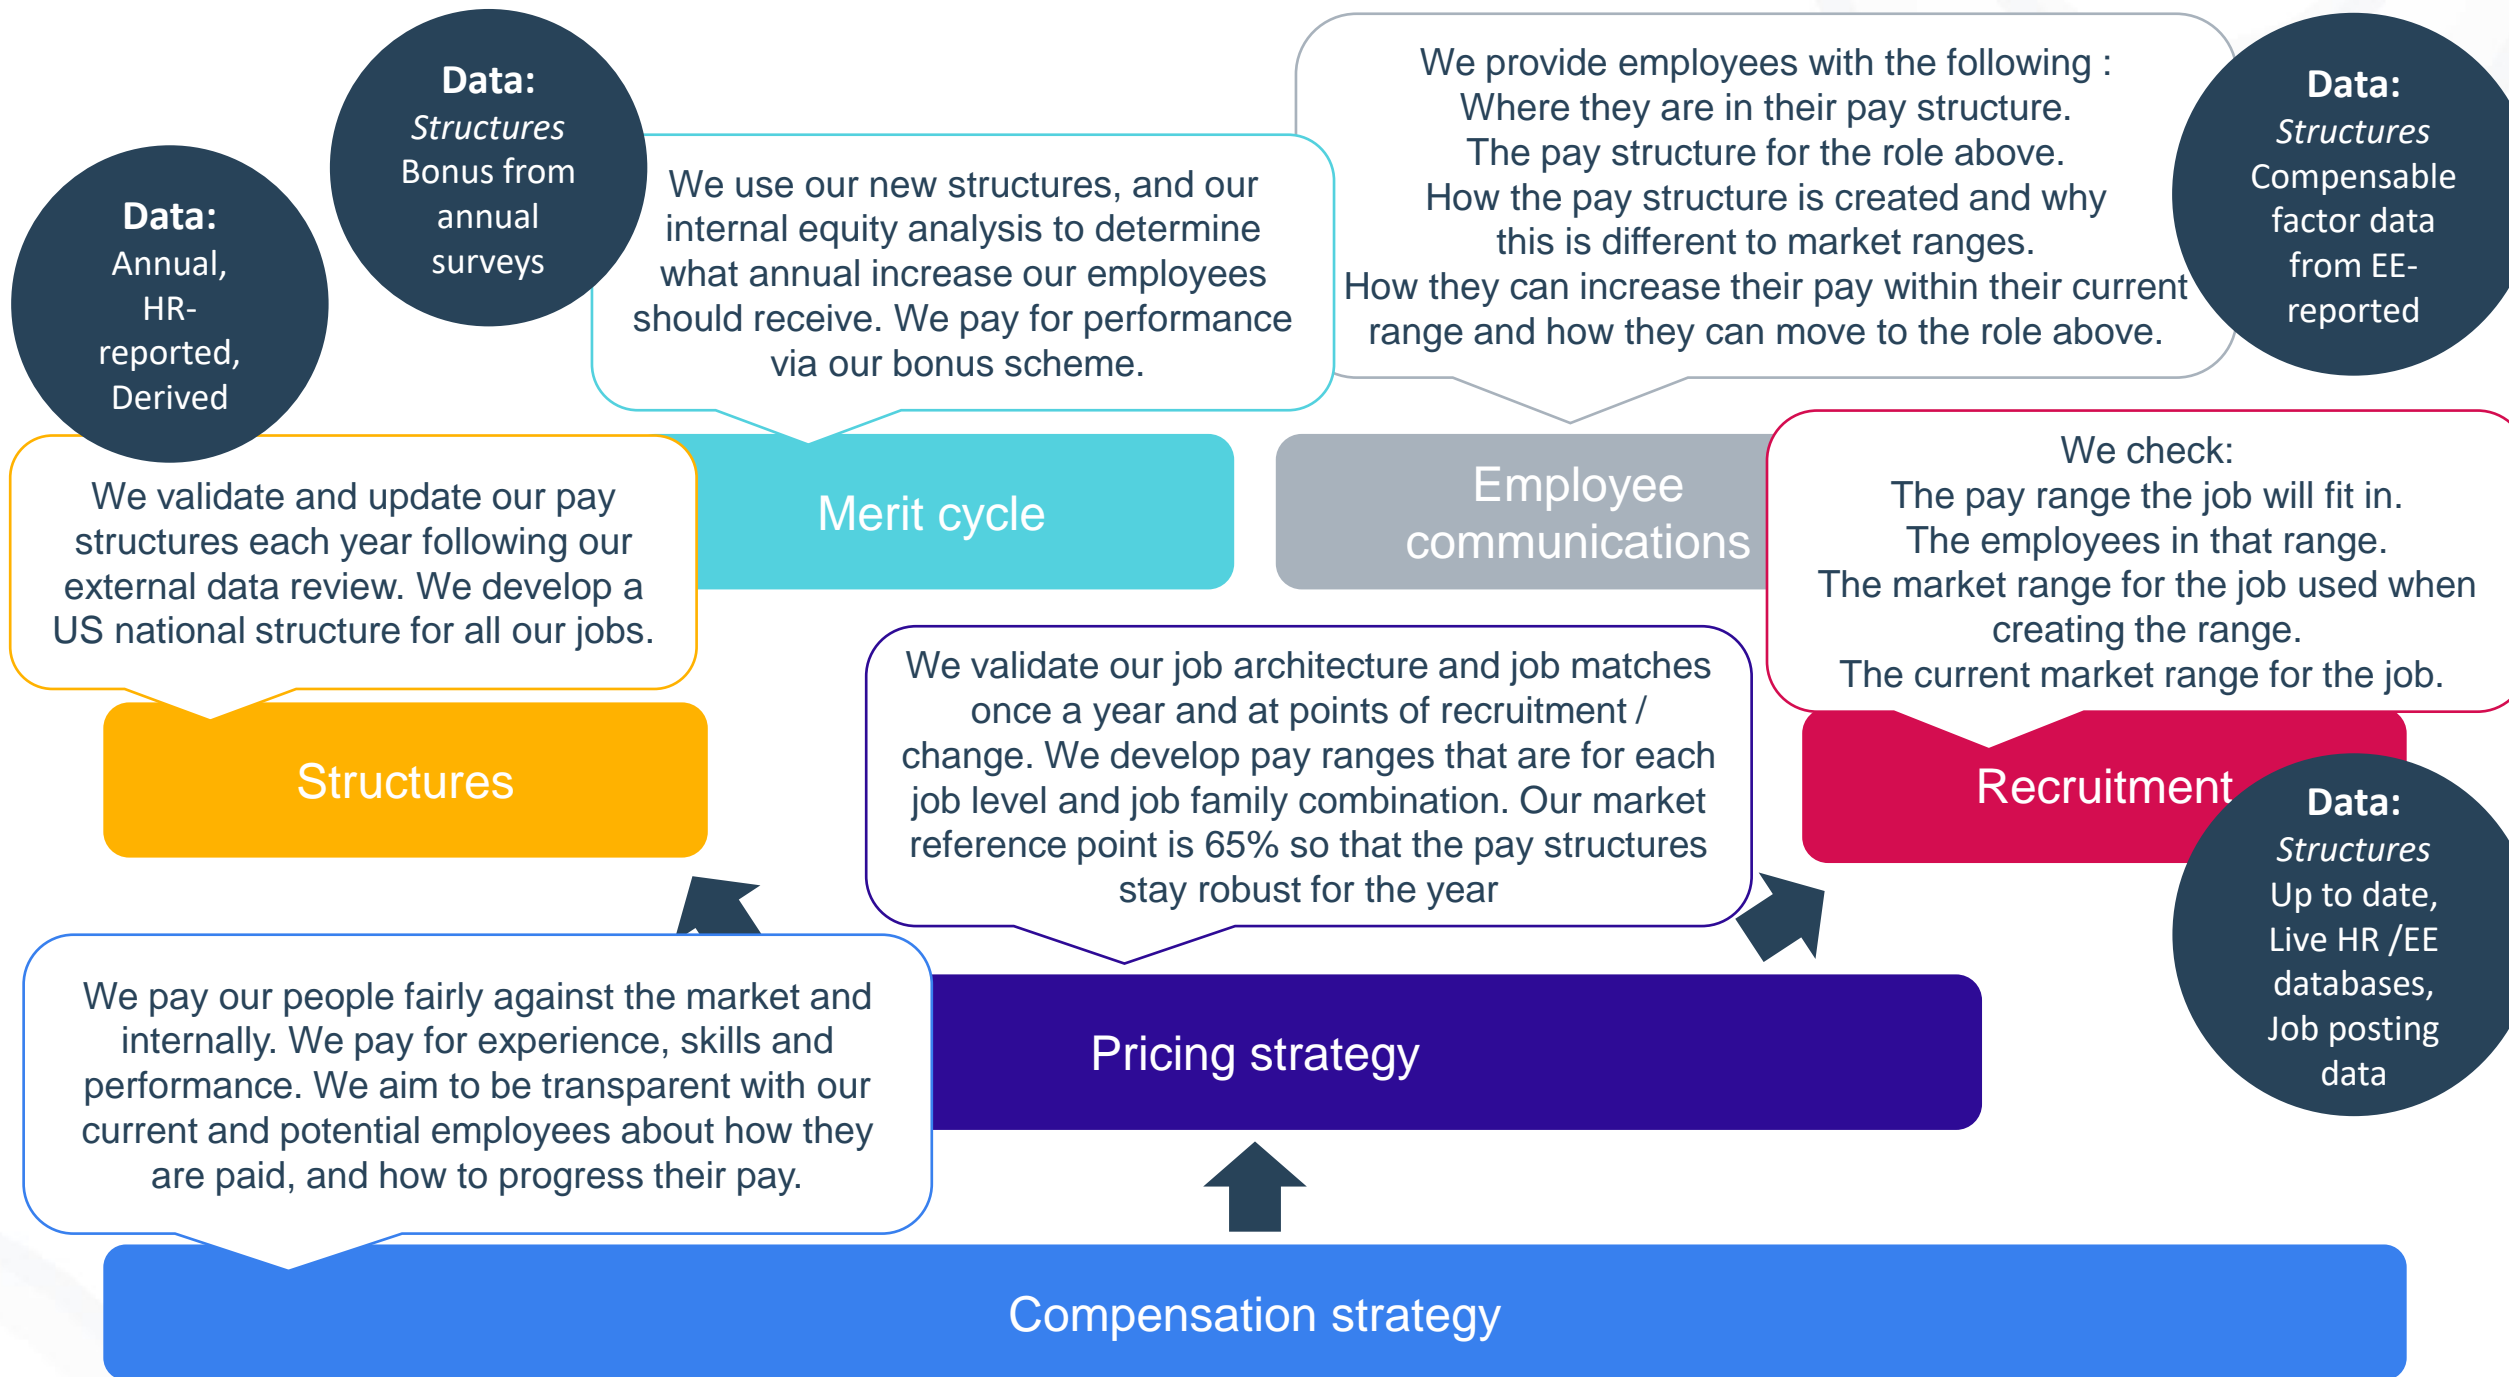 Data:
Structures
Bonus from
annual
surveys
Data:
Annual,
HR-
reported,
Derived
We use our new structures, and our
internal equity analysis to determine
what annual increase our employees
should receive. We pay for performance
via our bonus scheme.
We provide employees with the following :
Where they are in their pay structure.
The pay structure for the role above.
How the pay structure is created and why
this is different to market ranges.
How they can increase their pay within their current
range and how they can move to the role above.
Data:
Structures
Compensable
factor data
from EE-
reported
We validate and update our pay
structures each year following our
external data review. We develop a
US national structure for all our jobs.
Merit cycle
Employee
communications
We check:
The pay range the job will fit in.
The employees in that range.
The market range for the job used when
creating the range.
The current market range for the job.
Structures
We validate our job architecture and job matches
once a year and at points of recruitment /
change. We develop pay ranges that are for each
job level and job family combination. Our market
reference point is 65% so that the pay structures
stay robust for the year
Recruitment
Data:
Structures
Up to date,
Live HR /EE
databases,
Job posting
data
We pay our people fairly against the market and
internally. We pay for experience, skills and
performance. We aim to be transparent with our
current and potential employees about how they
are paid, and how to progress their pay.
Pricing strategy
Compensation strategy